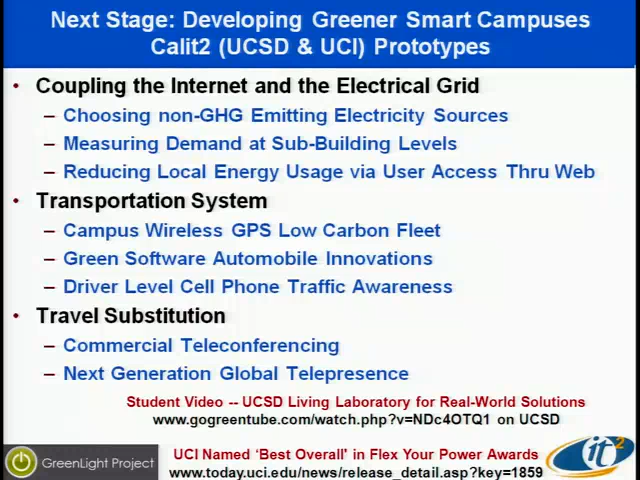 Next Stage: Developing Greener Smart Campuses
Calit2 (UCSD & UCI) Prototypes
• Coupling the Internet and the Electrical Grid
– Choosing non-GHG Emitting Electricity Sources
– Measuring Demand at Sub-Building Levels
– Reducing Local Energy Usage via User Access Thru Web
• Transportation System
– Campus Wireless GPS Low Carbon Fleet
– Green Software Automobile Innovations
– Driver Level Cell Phone Traffic Awareness
• Travel Substitution
– Commercial Teleconferencing
– Next Generation Global Telepresence
Student Video -- UCSD Living Laboratory for Real-World Solutions
www.gogreentube.com/watch.php?v=NDc4OTQ1 on UCSD
UCI Named 'Best Overall' in Flex Your Power Awards
www.today.uci.edu/news/release_detail.asp?key=1859
GreenLight Project
it2